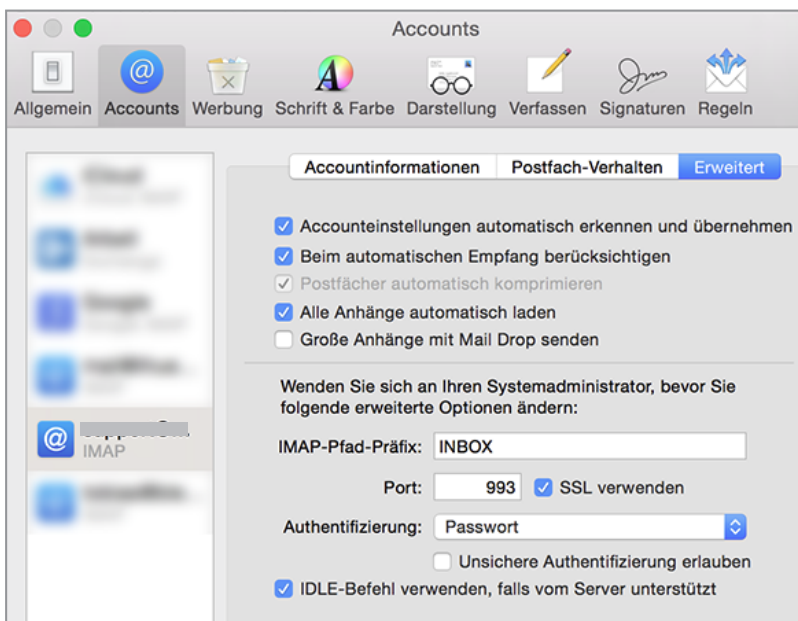 Accounts
Allgemein Accounts Werbung Schrift & Farbe Darstellung Verfassen Signaturen Regeln
Accountinformationen Postfach-Verhalten Erweitert
Accounteinstellungen automatisch erkennen und übernehmen
Beim automatischen Empfang berücksichtigen
Postfächer automatisch komprimieren
Alle Anhänge automatisch laden
Große Anhänge mit Mail Drop senden
Wenden Sie sich an Ihren Systemadministrator, bevor Sie
folgende erweiterte Optionen ändern:
IMAP
IMAP-Pfad-Präfix: INBOX
Port: 993 SSL verwenden
Authentifizierung: Passwort
Unsichere Authentifizierung erlauben
IDLE-Befehl verwenden, falls vom Server unterstützt